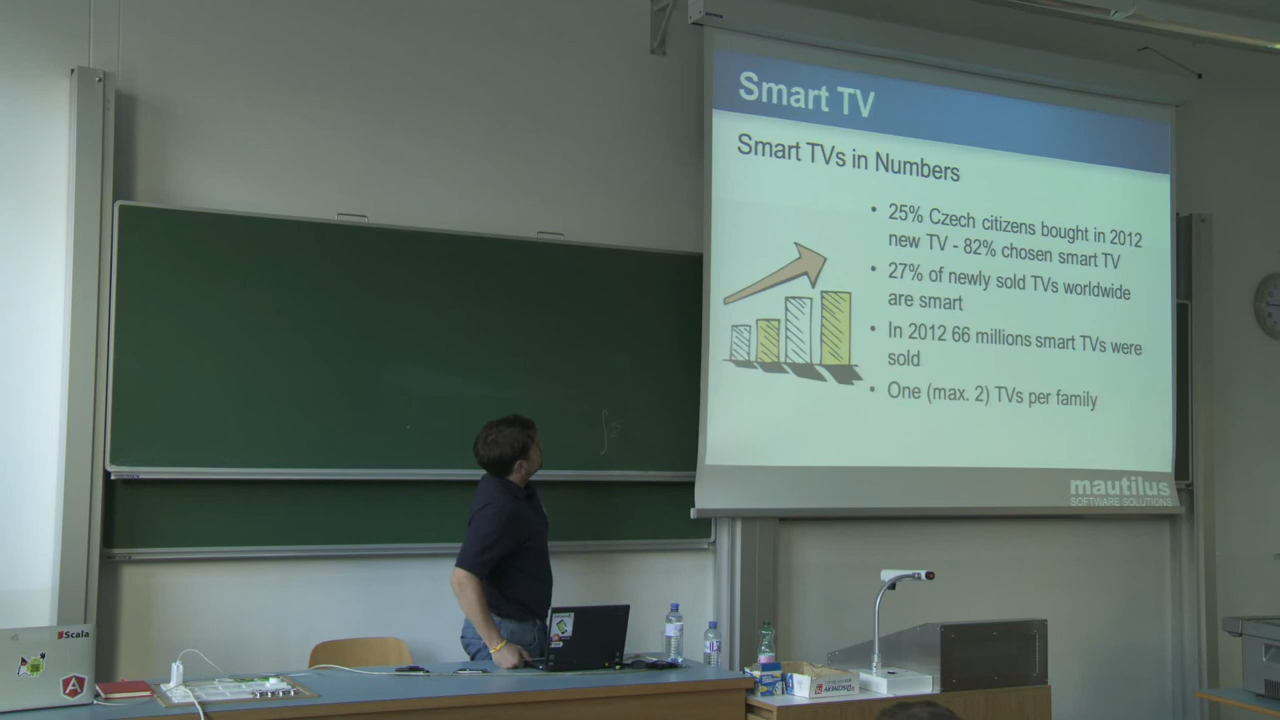 Smart TV
Smart TVs in Numbers
• 25% Czech citizens bought in 2012
new TV - 82% chosen smart TV
• 27% of newly sold TVs worldwide
are smart
• In 2012 66 millions smart TVs were
sold
• One (max. 2) TVs per family
mautilus
SOFTWARE SOLUTIONS
Scala